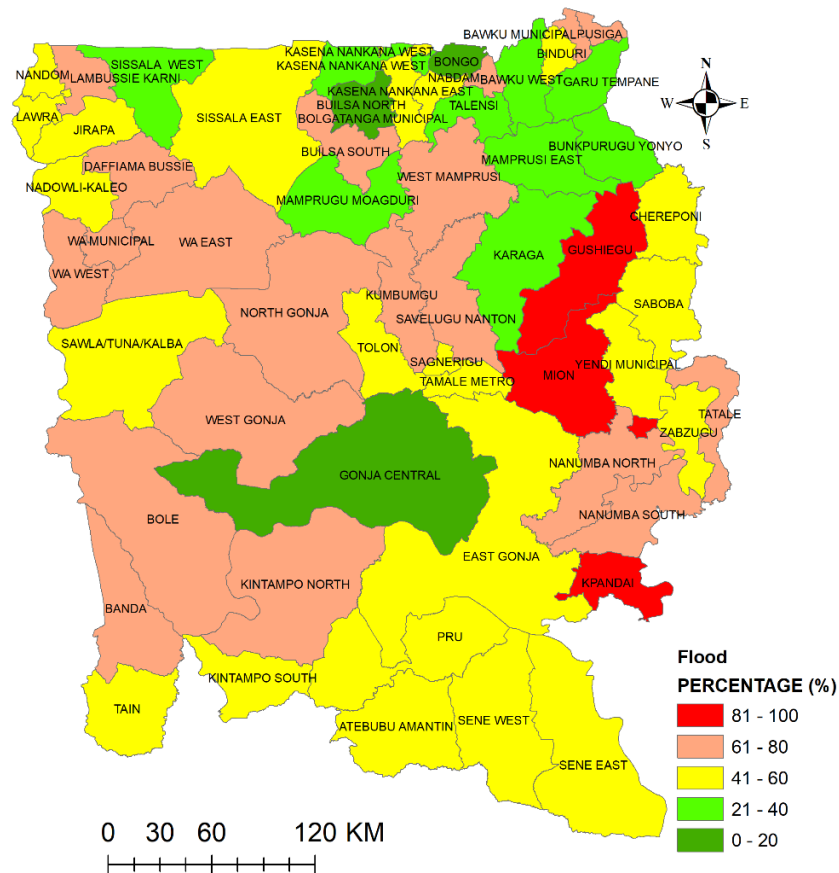 BAWKU MUNICIPAL
PUSIGA
KASENA NANKANA WEST
BINDURI
SISSALA WEST
KASENA NANKANA WEST
BONGO
NANDOM
LAMBUSSIE KARNI
NABDAM
BAWKU WEST
GARU TEMPANE
KASENA NANKANA EAST
BUILSA NORTH
TALENSI
LAWRA
SISSALA EAST
BOLGATANGA MUNICIPAL
JIRAPA
BUILSA SOUTH
BUNKPURUGU YONYO
DAFFIAMA BUSSIE
MAMPRUSI EAST
WEST MAMPRUSI
NADOWLI-KALEO
MAMPRUGU MOAGDURI
CHEREPONI
WA MUNICIPAL
WA EAST
KARAGA
GUSHIEGU
WA WEST
KUMBUMGU
SABOBA
NORTH GONJA
SAVELUGU NANTON
SAWLA/TUNA/KALBA
TOLON
SAGNERIGU
YENDI MUNICIPAL
MION
TAMALE METRO
TATALE
WEST GONJA
ZABZUGU
NANUMBA NORTH
GONJA CENTRAL
NANUMBA SOUTH
BOLE
EAST GONJA
KINTAMPO NORTH
KPANDAI
BANDA
PRU
KINTAMPO SOUTH
TAIN
SENE WEST
ATEBUBU AMANTIN
SENE EAST
N
W E
S
Flood
PERCENTAGE (%)
81 - 100
61 - 80
41 - 60
21 - 40
0 - 20
0 30 60 120 KM